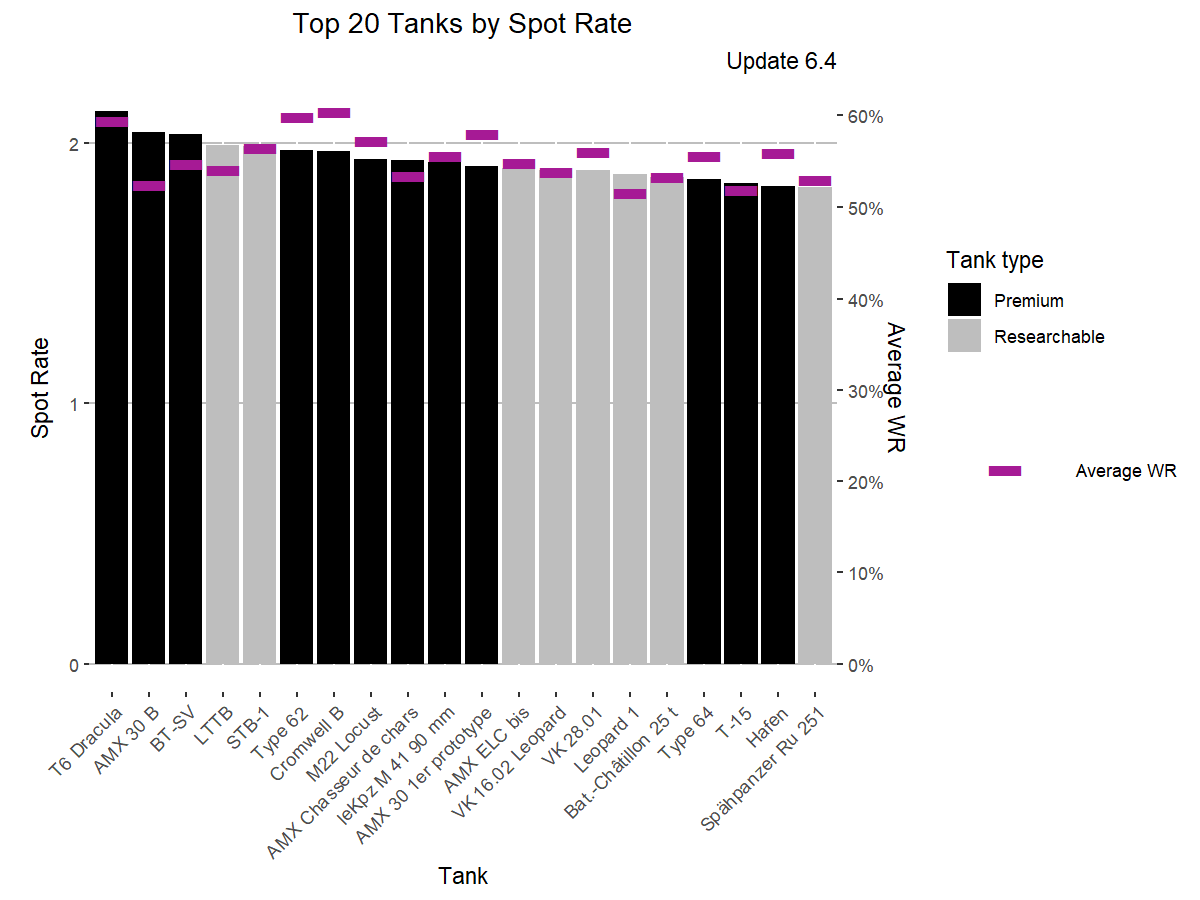 Top 20 Tanks by Spot Rate
Update 6.4
Spot Rate
2
1
0
60%
50%
40%
30%
20%
10%
0%
Average WR
T6 Dracula
AMX 30 B
BT-SV
LTTB
STB-1
Type 62
Cromwell B
M22 Locust
AMX Chasseur de chars
leKpz M 41 90 mm
AMX 30 1er prototype
AMX ELC bis
VK 16.02 Leopard
VK 28.01
Leopard 1
Bat.-Châtillon 25 t
Type 64
T-15
Hafen
Spähpanzer Ru 251
Tank
Tank type
Premium
Researchable
Average WR